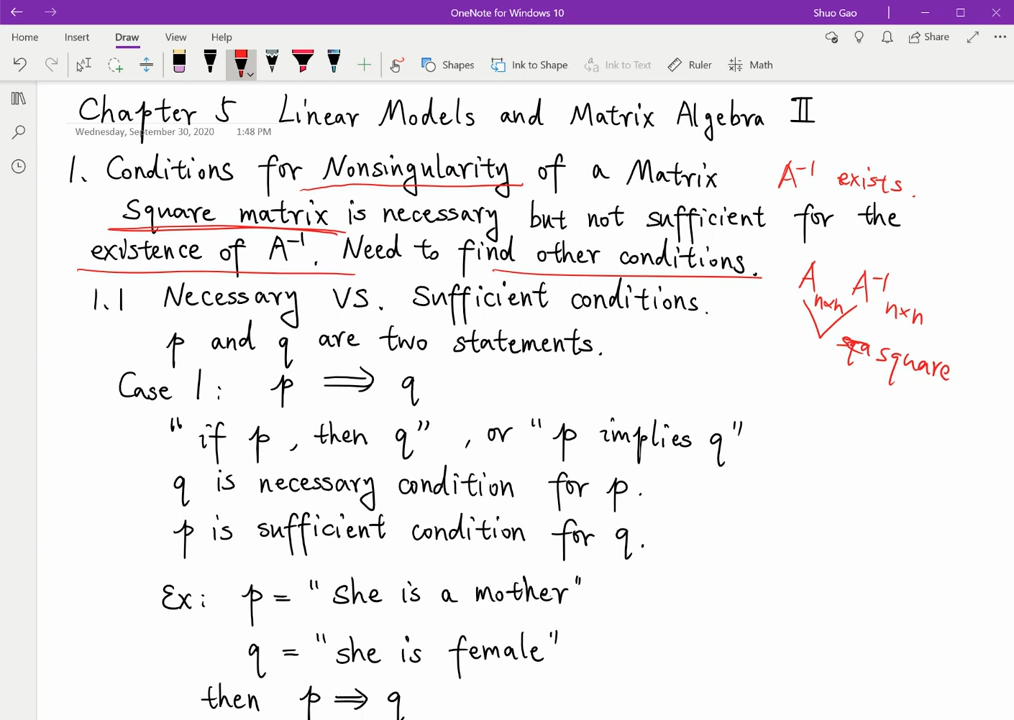 OneNote for Windows 10
Shuo Gao
Home Insert Draw View Help
Share
Shapes Ink to Shape Ink to Text Ruler Math
Chapter 5 Linear Models and Matrix Algebra II
Wednesday, September 30, 2020 1:48 PM
1. Conditions for Nonsingularity of a Matrix A⁻¹ exists.
Square matrix is necessary but not sufficient for the
existence of A⁻¹. Need to find other conditions.
A n×n A⁻¹ n×n
1.1 Necessary VS. Sufficient conditions.
p and q are two statements.
square
Case 1: p ⟹ q
"if p, then q", or "p implies q"
q is necessary condition for p.
p is sufficient condition for q.
Ex: p = "She is a mother"
q = "she is female"
then p ⟹ q